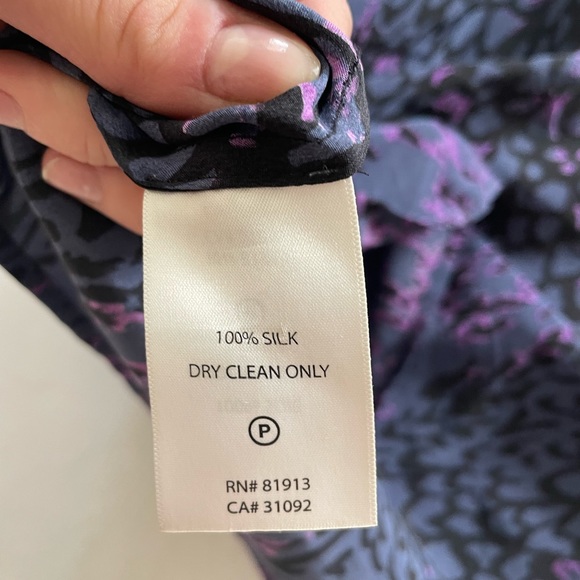 100% SILK
DRY CLEAN ONLY
P
RN# 81913
CA# 31092